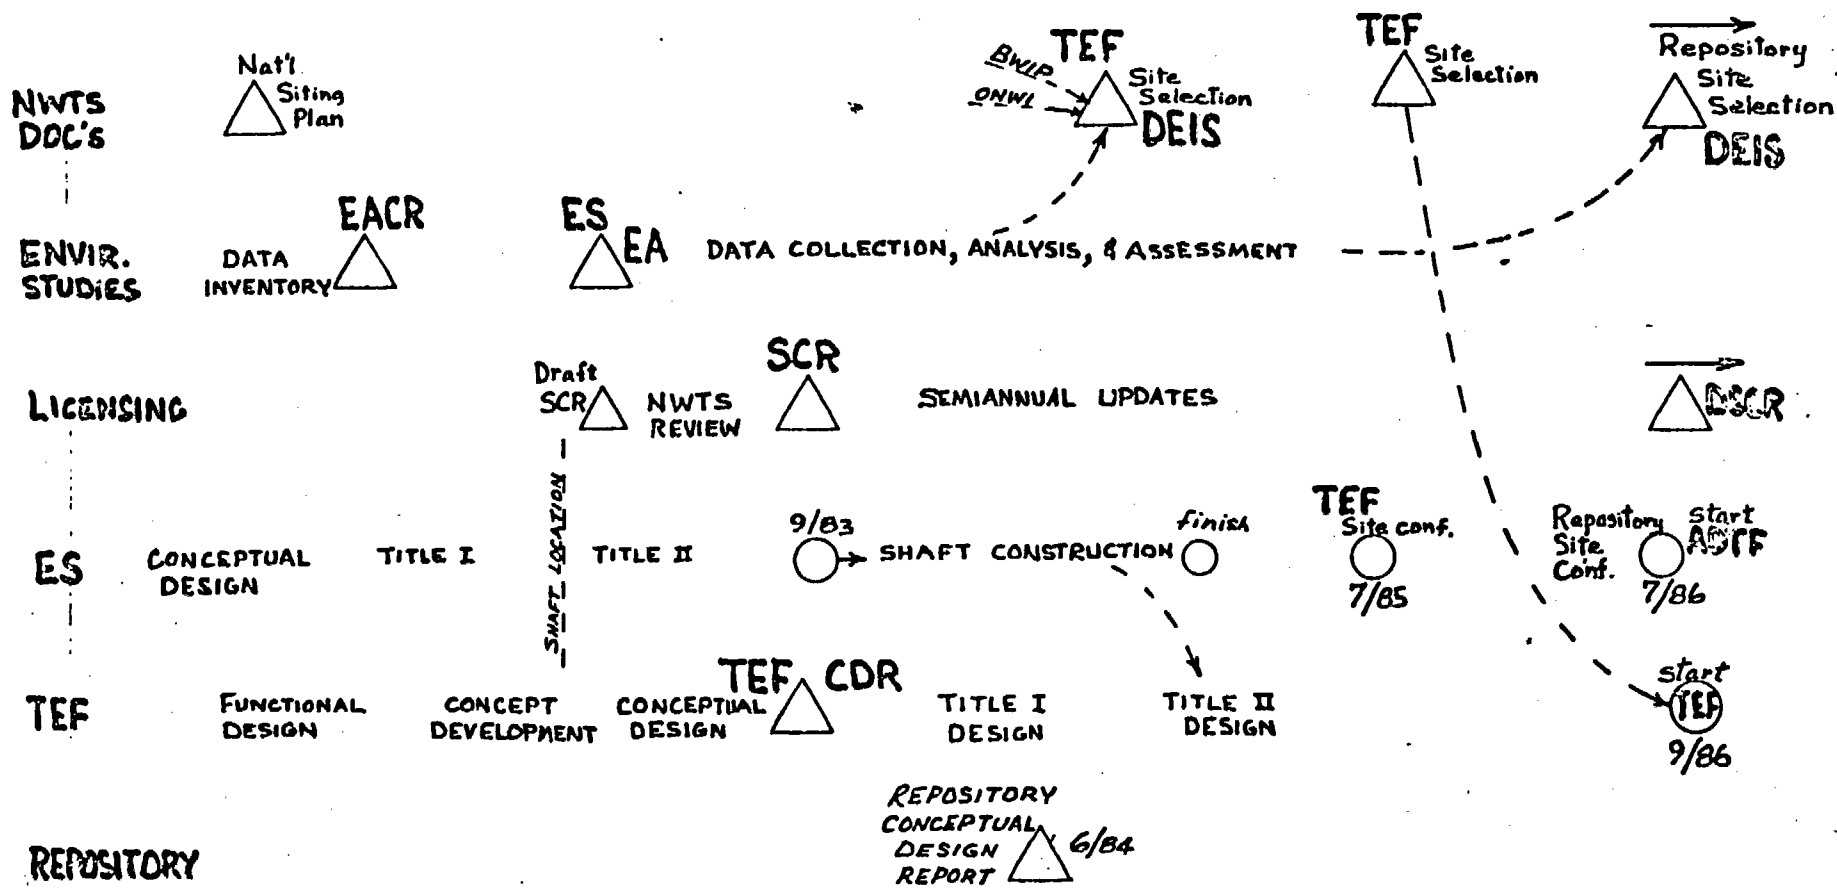 NWTS
DOC's
Nat'l
Siting
Plan
BWIP
ONWI
TEF
Site
Selection
DEIS
TEF
Site
Selection
Repository
Site
Selection
DEIS
ENVIR.
STUDIES
DATA
INVENTORY
EACR
ES
EA
DATA COLLECTION, ANALYSIS, & ASSESSMENT
LICENSING
Draft
SCR
NWTS
REVIEW
SCR
SEMIANNUAL UPDATES
ES
CONCEPTUAL
DESIGN
TITLE I
SHAFT LOCATION
TITLE II
9/83
SHAFT CONSTRUCTION
finish
TEF
Site conf.
7/85
Repository
Site
Conf.
start
7/86
TEF
FUNCTIONAL
DESIGN
CONCEPT
DEVELOPMENT
CONCEPTUAL
DESIGN
TEF CDR
TITLE I
DESIGN
TITLE II
DESIGN
start
TEF
9/86
REPOSITORY
REPOSITORY
CONCEPTUAL
DESIGN
REPORT
6/84